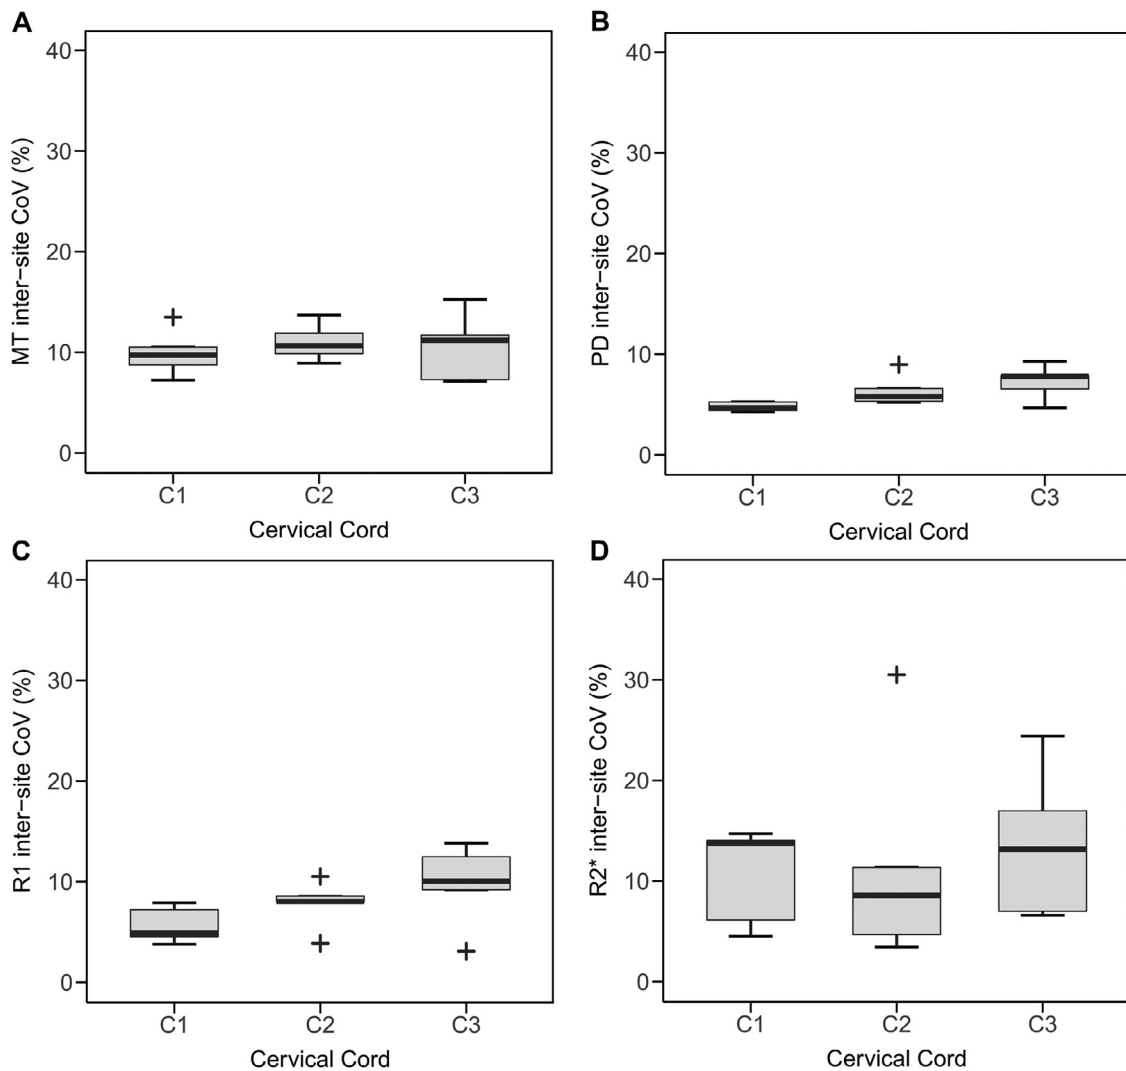 A
MT inter−site CoV (%)
40
30
20
10
0
C1 C2 C3
Cervical Cord
B
PD inter−site CoV (%)
40
30
20
10
0
C1 C2 C3
Cervical Cord
C
R1 inter−site CoV (%)
40
30
20
10
0
C1 C2 C3
Cervical Cord
D
R2* inter−site CoV (%)
40
30
20
10
0
C1 C2 C3
Cervical Cord